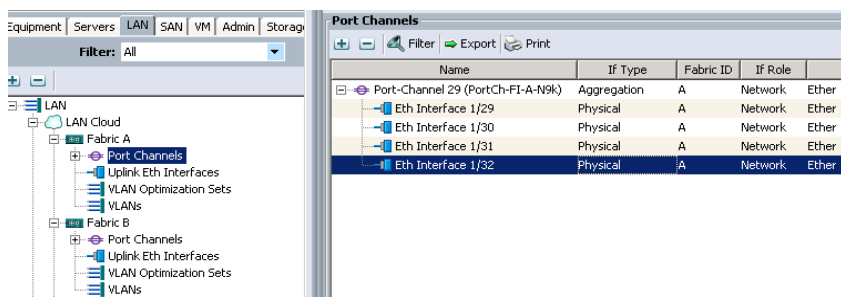 Equipment Servers LAN SAN VM Admin Storag
Filter: All
LAN
LAN Cloud
Fabric A
Port Channels
Uplink Eth Interfaces
VLAN Optimization Sets
VLANs
Fabric B
Port Channels
Uplink Eth Interfaces
VLAN Optimization Sets
VLANs
Port Channels
Filter Export Print
Name If Type Fabric ID If Role
Port-Channel 29 (PortCh-FI-A-N9k) Aggregation A Network Ether
Eth Interface 1/29 Physical A Network Ether
Eth Interface 1/30 Physical A Network Ether
Eth Interface 1/31 Physical A Network Ether
Eth Interface 1/32 Physical A Network Ether